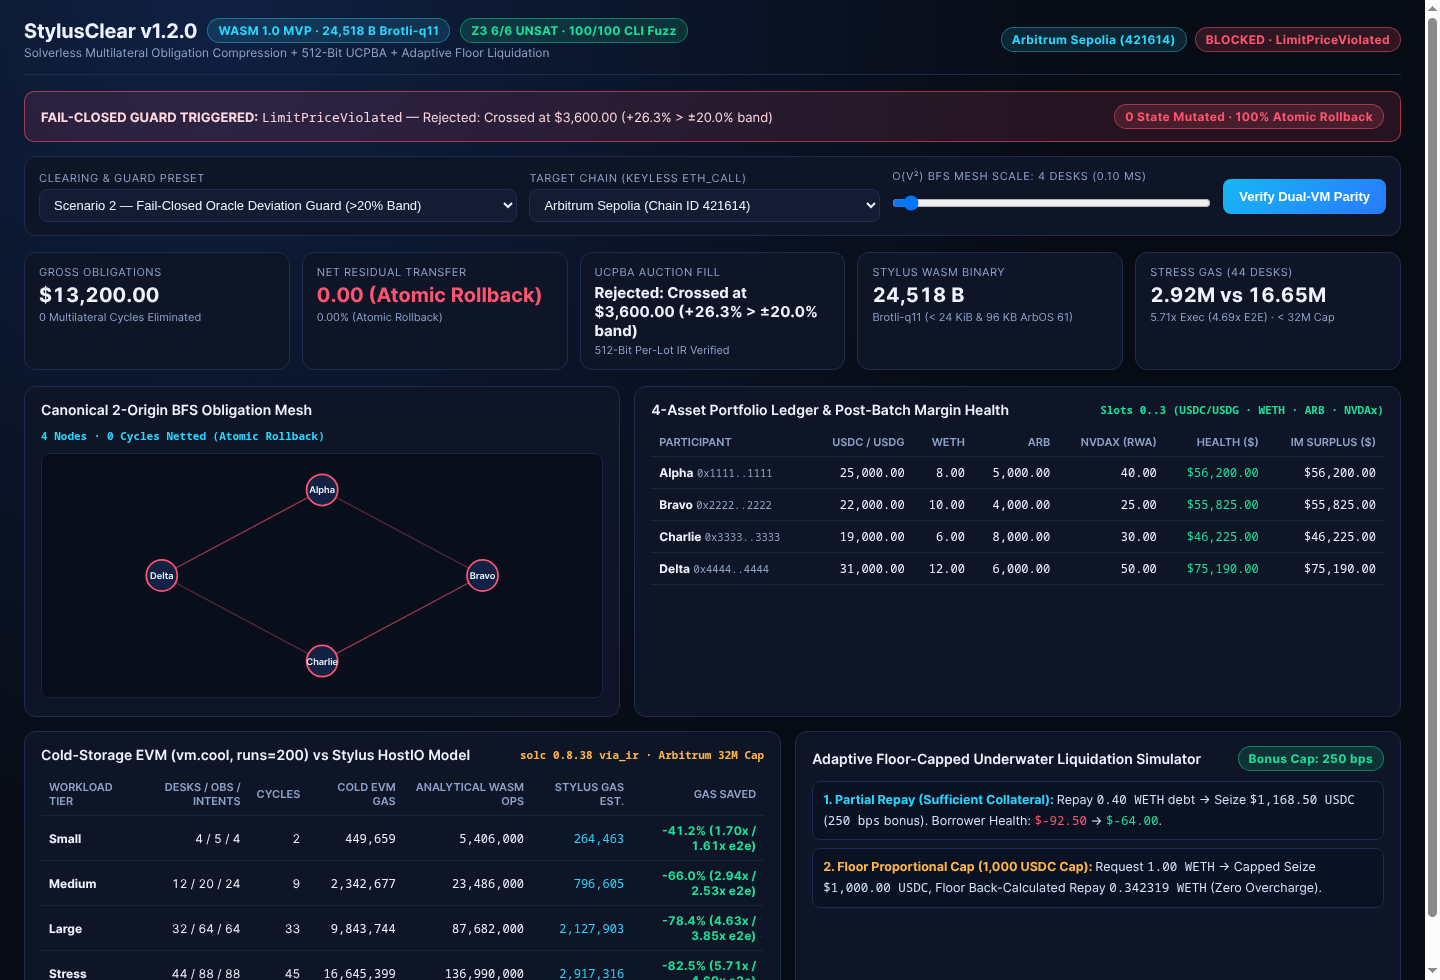 StylusClear v1.2.0 WASM 1.0 MVP · 24,518 B Brotli-q11 Z3 6/6 UNSAT · 100/100 CLI Fuzz
Solverless Multilateral Obligation Compression + 512-Bit UCPBA + Adaptive Floor Liquidation
Arbitrum Sepolia (421614) BLOCKED · LimitPriceViolated
FAIL-CLOSED GUARD TRIGGERED: LimitPriceViolated — Rejected: Crossed at $3,600.00 (+26.3% > ±20.0% band) 0 State Mutated · 100% Atomic Rollback
CLEARING & GUARD PRESET
Scenario 2 — Fail-Closed Oracle Deviation Guard (>20% Band)
TARGET CHAIN (KEYLESS ETH_CALL)
Arbitrum Sepolia (Chain ID 421614)
O(V²) BFS MESH SCALE: 4 DESKS (0.10 MS)
Verify Dual-VM Parity
GROSS OBLIGATIONS
$13,200.00
0 Multilateral Cycles Eliminated
NET RESIDUAL TRANSFER
0.00 (Atomic Rollback)
0.00% (Atomic Rollback)
UCPBA AUCTION FILL
Rejected: Crossed at
$3,600.00 (+26.3% > ±20.0%
band)
512-Bit Per-Lot IR Verified
STYLUS WASM BINARY
24,518 B
Brotli-q11 (< 24 KiB & 96 KB ArbOS 61)
STRESS GAS (44 DESKS)
2.92M vs 16.65M
5.71x Exec (4.69x E2E) · < 32M Cap
Canonical 2-Origin BFS Obligation Mesh
4 Nodes · 0 Cycles Netted (Atomic Rollback)
Alpha
Delta
Bravo
Charlie
4-Asset Portfolio Ledger & Post-Batch Margin Health Slots 0..3 (USDC/USDG · WETH · ARB · NVDAx)
PARTICIPANT USDC / USDG WETH ARB NVDAX (RWA) HEALTH ($) IM SURPLUS ($)
Alpha 0x1111..1111 25,000.00 8.00 5,000.00 40.00 $56,200.00 $56,200.00
Bravo 0x2222..2222 22,000.00 10.00 4,000.00 25.00 $55,825.00 $55,825.00
Charlie 0x3333..3333 19,000.00 6.00 8,000.00 30.00 $46,225.00 $46,225.00
Delta 0x4444..4444 31,000.00 12.00 6,000.00 50.00 $75,190.00 $75,190.00
Cold-Storage EVM (vm.cool, runs=200) vs Stylus HostIO Model solc 0.8.38 via_ir · Arbitrum 32M Cap
WORKLOAD TIER DESKS / OBS / INTENTS CYCLES COLD EVM GAS ANALYTICAL WASM OPS STYLUS GAS EST. GAS SAVED
Small 4 / 5 / 4 2 449,659 5,406,000 264,463 -41.2% (1.70x / 1.61x e2e)
Medium 12 / 20 / 24 9 2,342,677 23,486,000 796,605 -66.0% (2.94x / 2.53x e2e)
Large 32 / 64 / 64 33 9,843,744 87,682,000 2,127,903 -78.4% (4.63x / 3.85x e2e)
Stress 44 / 88 / 88 45 16,645,399 136,990,000 2,917,316 -82.5% (5.71x /
Adaptive Floor-Capped Underwater Liquidation Simulator Bonus Cap: 250 bps
1. Partial Repay (Sufficient Collateral): Repay 0.40 WETH debt → Seize $1,168.50 USDC
(250 bps bonus). Borrower Health: $-92.50 → $-64.00.
2. Floor Proportional Cap (1,000 USDC Cap): Request 1.00 WETH → Capped Seize
$1,000.00 USDC, Floor Back-Calculated Repay 0.342319 WETH (Zero Overcharge).